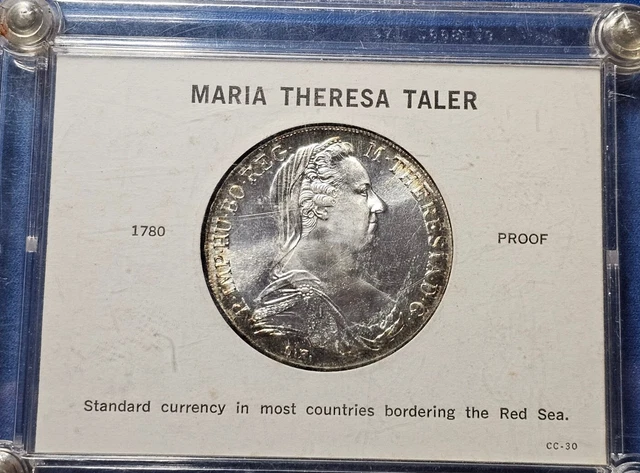 MARIA THERESA TALER
R·IMP·HU·BO·REG· M·THERESIA·D·G·
1780
PROOF
S.F.
Standard currency in most countries bordering the Red Sea.
CC-30